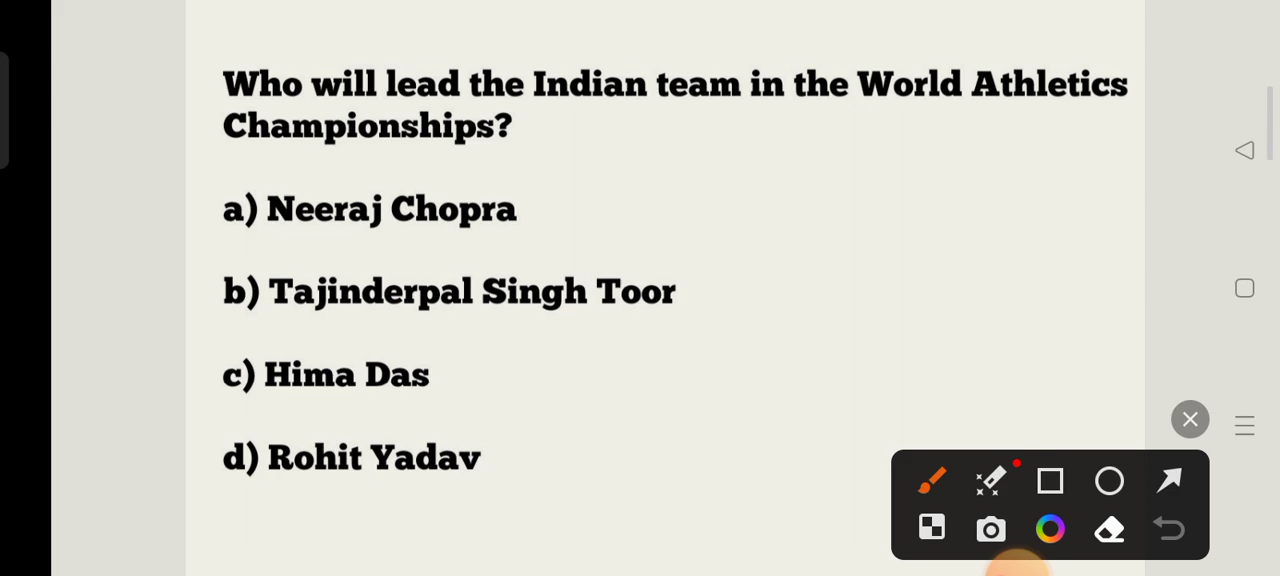 Who will lead the Indian team in the World Athletics
Championships?
a) Neeraj Chopra
b) Tajinderpal Singh Toor
c) Hima Das
d) Rohit Yadav